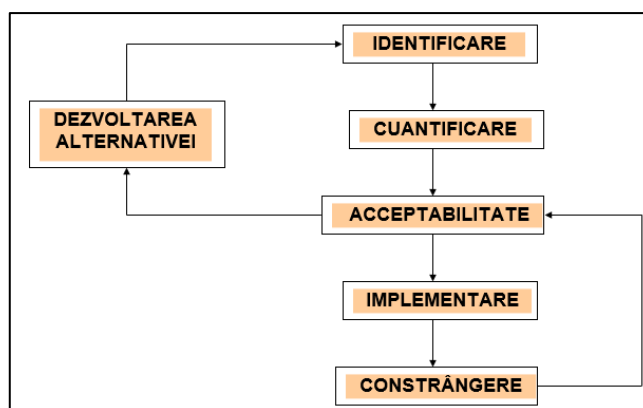 IDENTIFICARE
DEZVOLTAREA
ALTERNATIVEI
CUANTIFICARE
ACCEPTABILITATE
IMPLEMENTARE
CONSTRÂNGERE